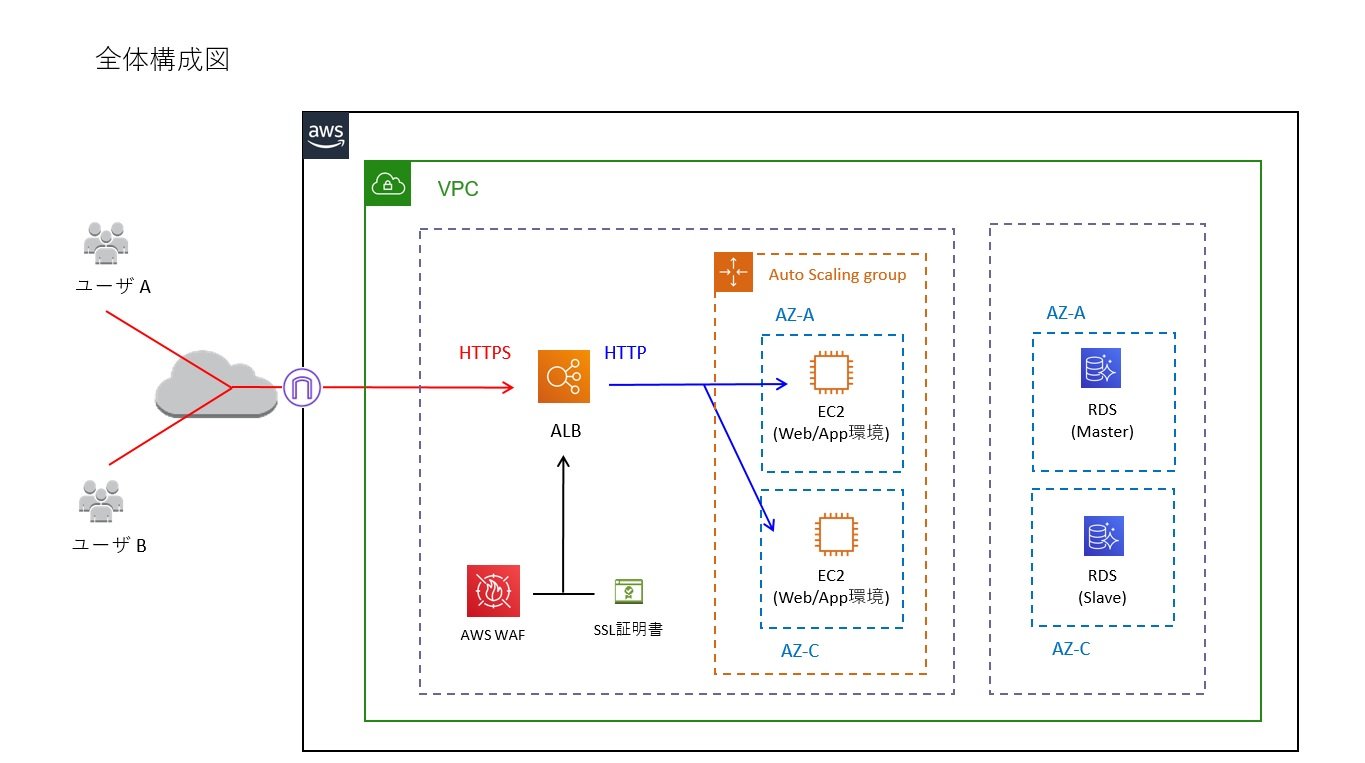 全体構成図
aws
VPC
Auto Scaling group
AZ-A
AZ-A
ユーザ A
HTTPS
HTTP
ALB
EC2
(Web/App環境)
RDS
(Master)
ユーザ B
AWS WAF
SSL証明書
EC2
(Web/App環境)
AZ-C
RDS
(Slave)
AZ-C